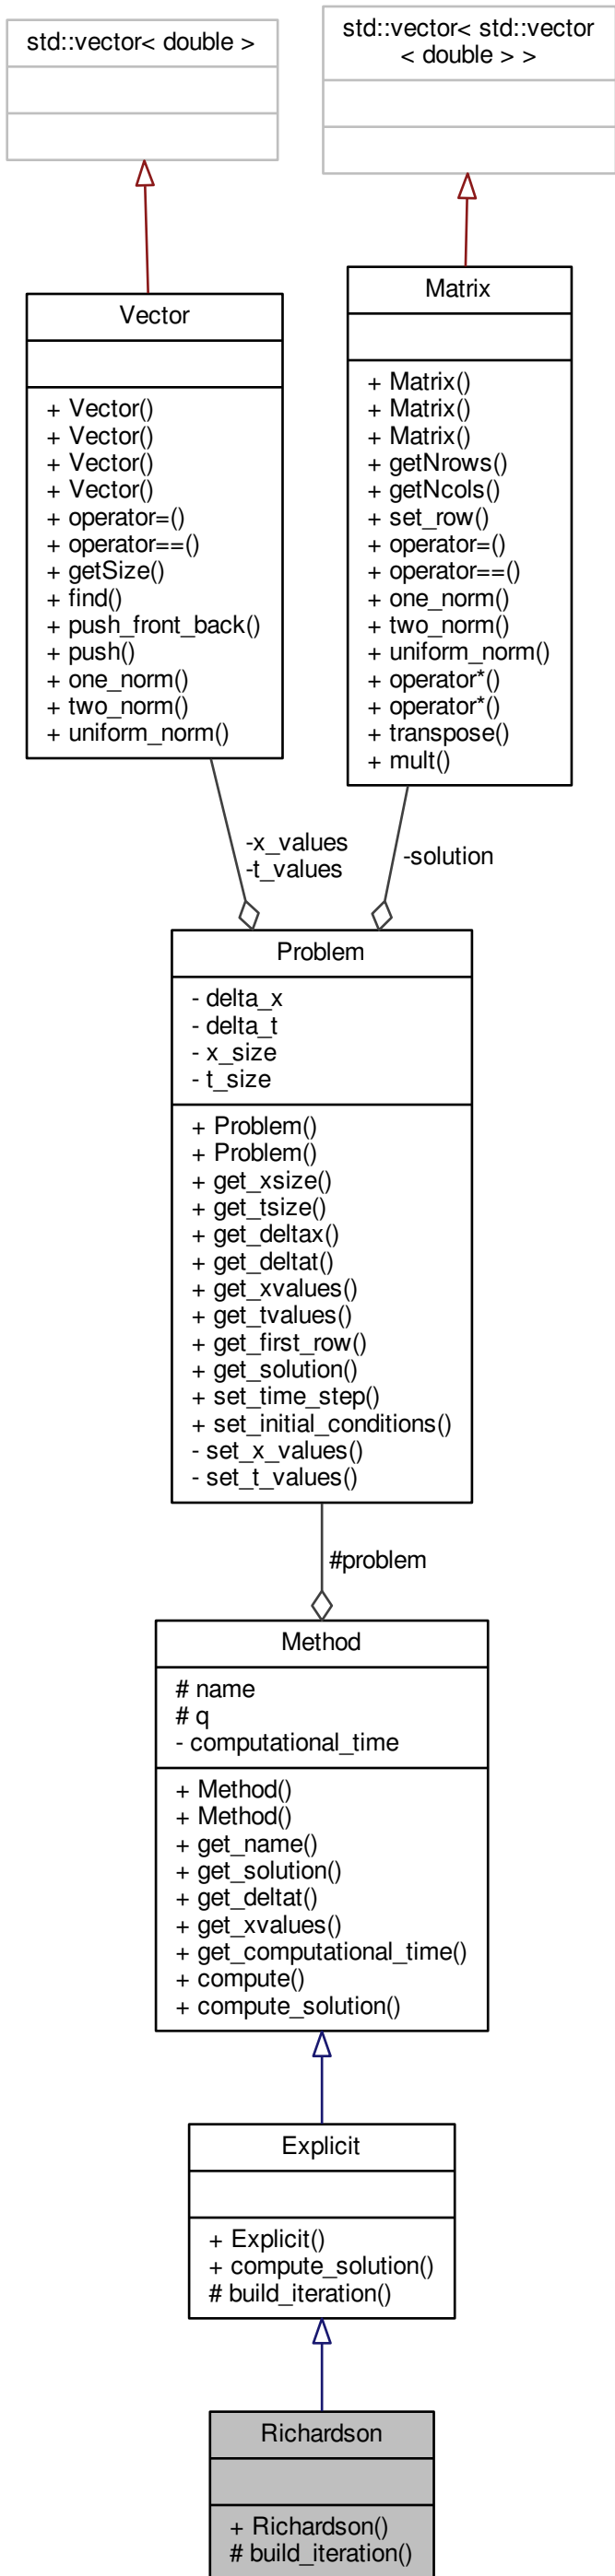 std::vector< double >
std::vector< std::vector
< double > >
Vector
+ Vector()
+ Vector()
+ Vector()
+ Vector()
+ operator=()
+ operator==()
+ getSize()
+ find()
+ push_front_back()
+ push()
+ one_norm()
+ two_norm()
+ uniform_norm()
Matrix
+ Matrix()
+ Matrix()
+ Matrix()
+ getNrows()
+ getNcols()
+ set_row()
+ operator=()
+ operator==()
+ one_norm()
+ two_norm()
+ uniform_norm()
+ operator*()
+ operator*()
+ transpose()
+ mult()
-x_values
-t_values
-solution
Problem
- delta_x
- delta_t
- x_size
- t_size
+ Problem()
+ Problem()
+ get_xsize()
+ get_tsize()
+ get_deltax()
+ get_deltat()
+ get_xvalues()
+ get_tvalues()
+ get_first_row()
+ get_solution()
+ set_time_step()
+ set_initial_conditions()
- set_x_values()
- set_t_values()
#problem
Method
# name
# q
- computational_time
+ Method()
+ Method()
+ get_name()
+ get_solution()
+ get_deltat()
+ get_xvalues()
+ get_computational_time()
+ compute()
+ compute_solution()
Explicit
+ Explicit()
+ compute_solution()
# build_iteration()
Richardson
+ Richardson()
# build_iteration()